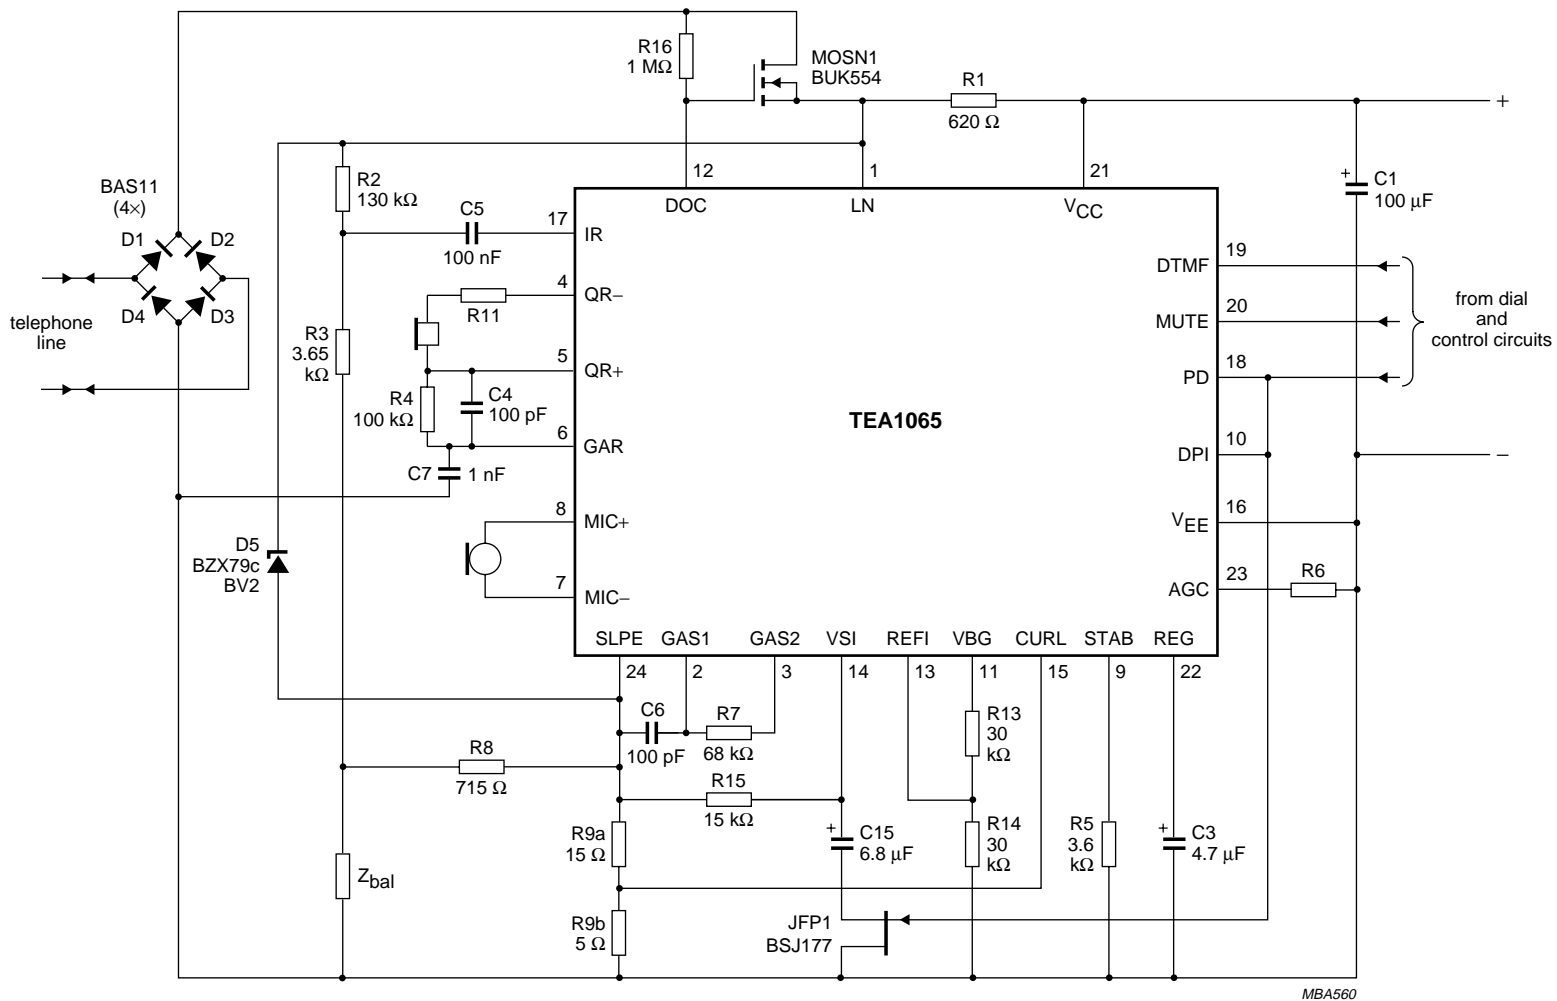 R16
1 MΩ
MOSN1
BUK554
R1
620 Ω
+
BAS11
(4×)
D1
D2
D4
D3
telephone
line
R2
130 kΩ
C5
100 nF
17
IR
12
DOC
1
LN
21
VCC
+
C1
100 μF
4
QR−
R11
R3
3.65
kΩ
5
QR+
R4
100 kΩ
C4
100 pF
6
GAR
C7
1 nF
8
MIC+
7
MIC−
D5
BZX79c
BV2
TEA1065
DTMF
19
MUTE
20
PD
18
from dial
and
control circuits
DPI
10
−
VEE
16
AGC
23
R6
SLPE
GAS1
GAS2
VSI
REFI
VBG
CURL
STAB
REG
24
2
3
14
13
11
15
9
22
C6
100 pF
R7
68 kΩ
R13
30
kΩ
R8
715 Ω
R15
15 kΩ
R9a
15 Ω
+
C15
6.8 μF
R14
30
kΩ
R5
3.6
kΩ
+
C3
4.7 μF
Zbal
R9b
5 Ω
JFP1
BSJ177
MBA560